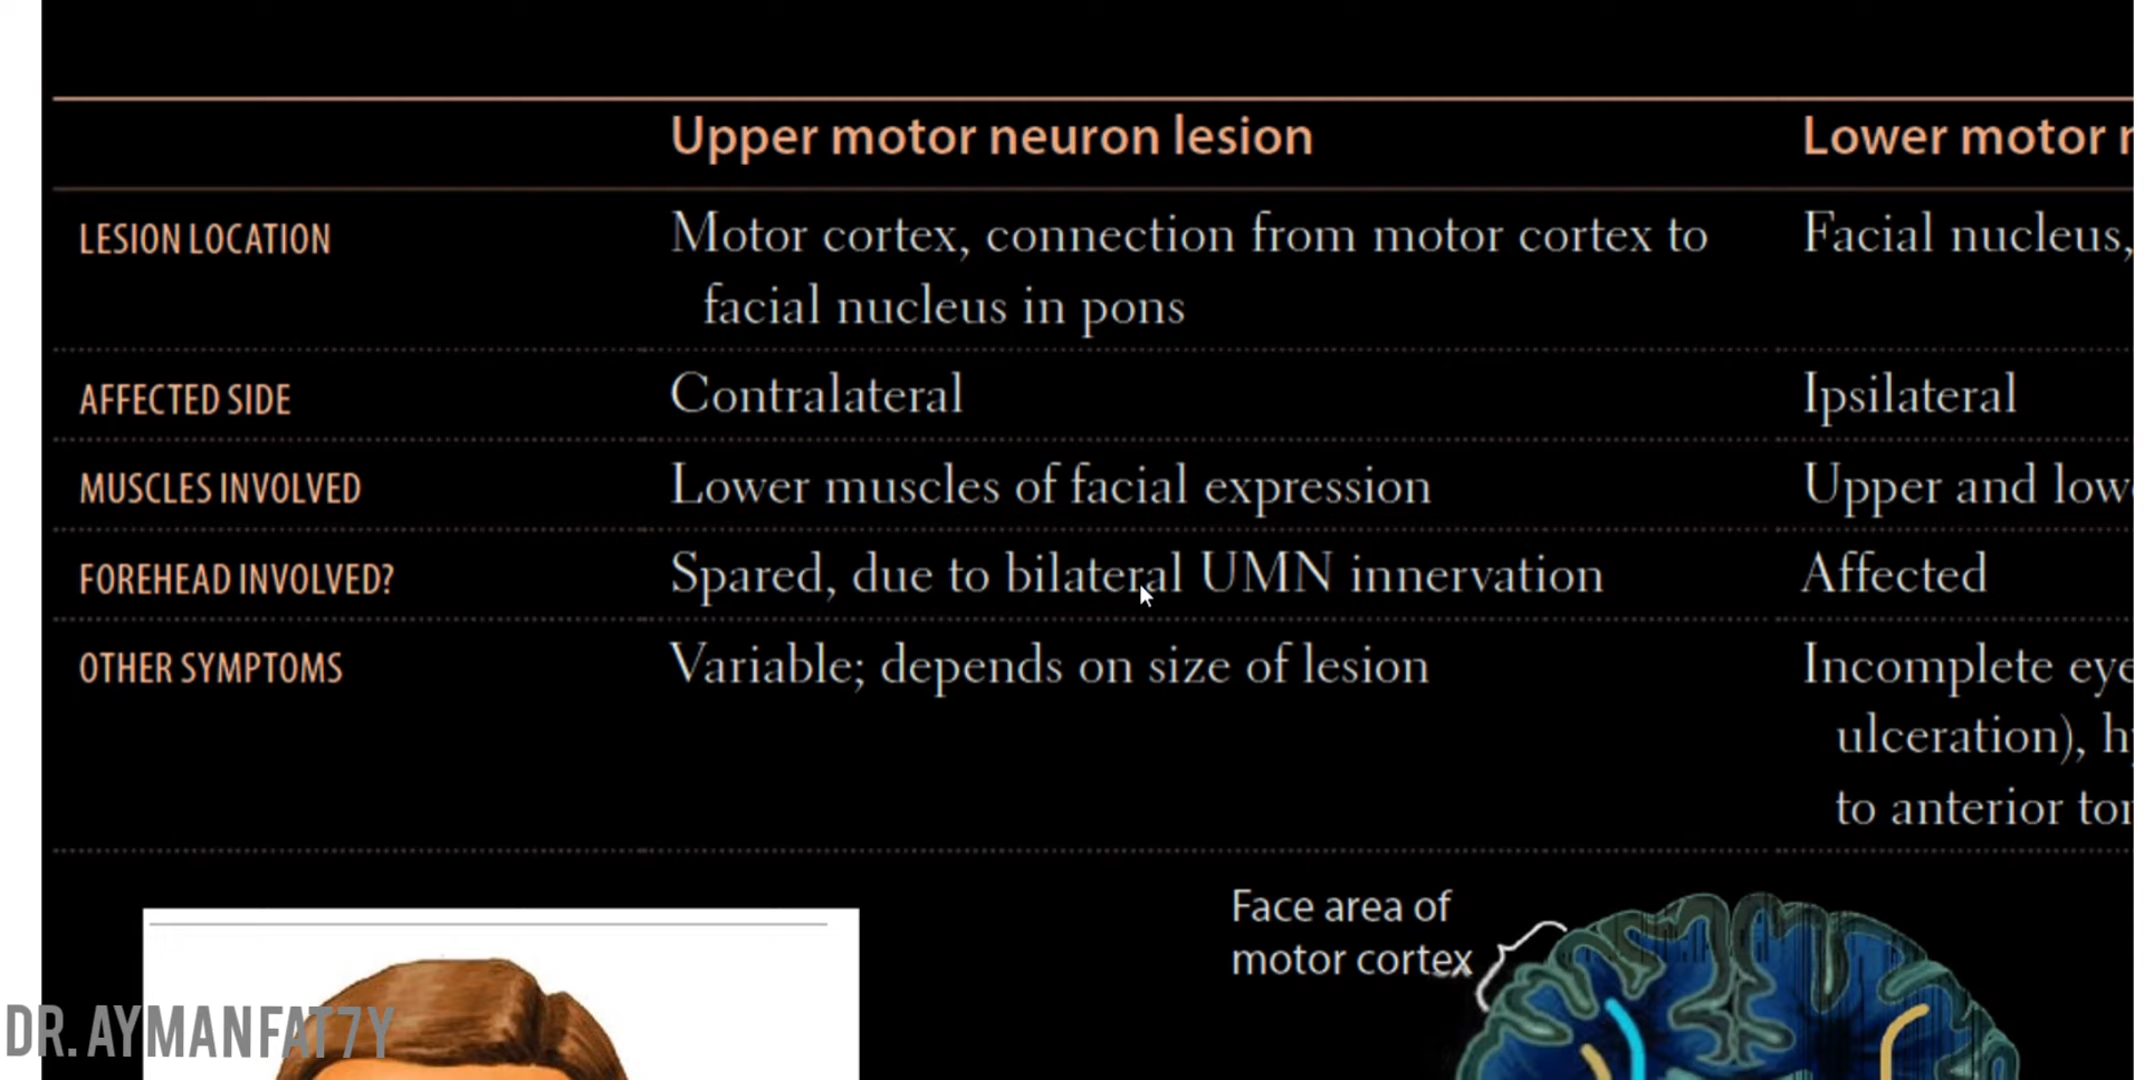 Upper motor neuron lesion Lower motor
LESION LOCATION Motor cortex, connection from motor cortex to Facial nucleus,
facial nucleus in pons
AFFECTED SIDE Contralateral Ipsilateral
MUSCLES INVOLVED Lower muscles of facial expression Upper and
FOREHEAD INVOLVED? Spared, due to bilateral UMN innervation Affected
OTHER SYMPTOMS Variable; depends on size of lesion Incomplete
ulceration),
to anterior
Face area of
motor cortex
DR. AYMANFAT7Y